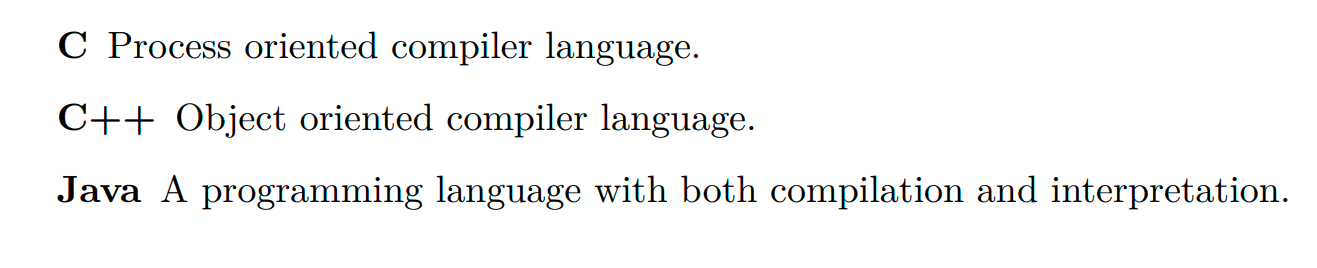 C Process oriented compiler language.
C++ Object oriented compiler language.
Java A programming language with both compilation and interpretation.